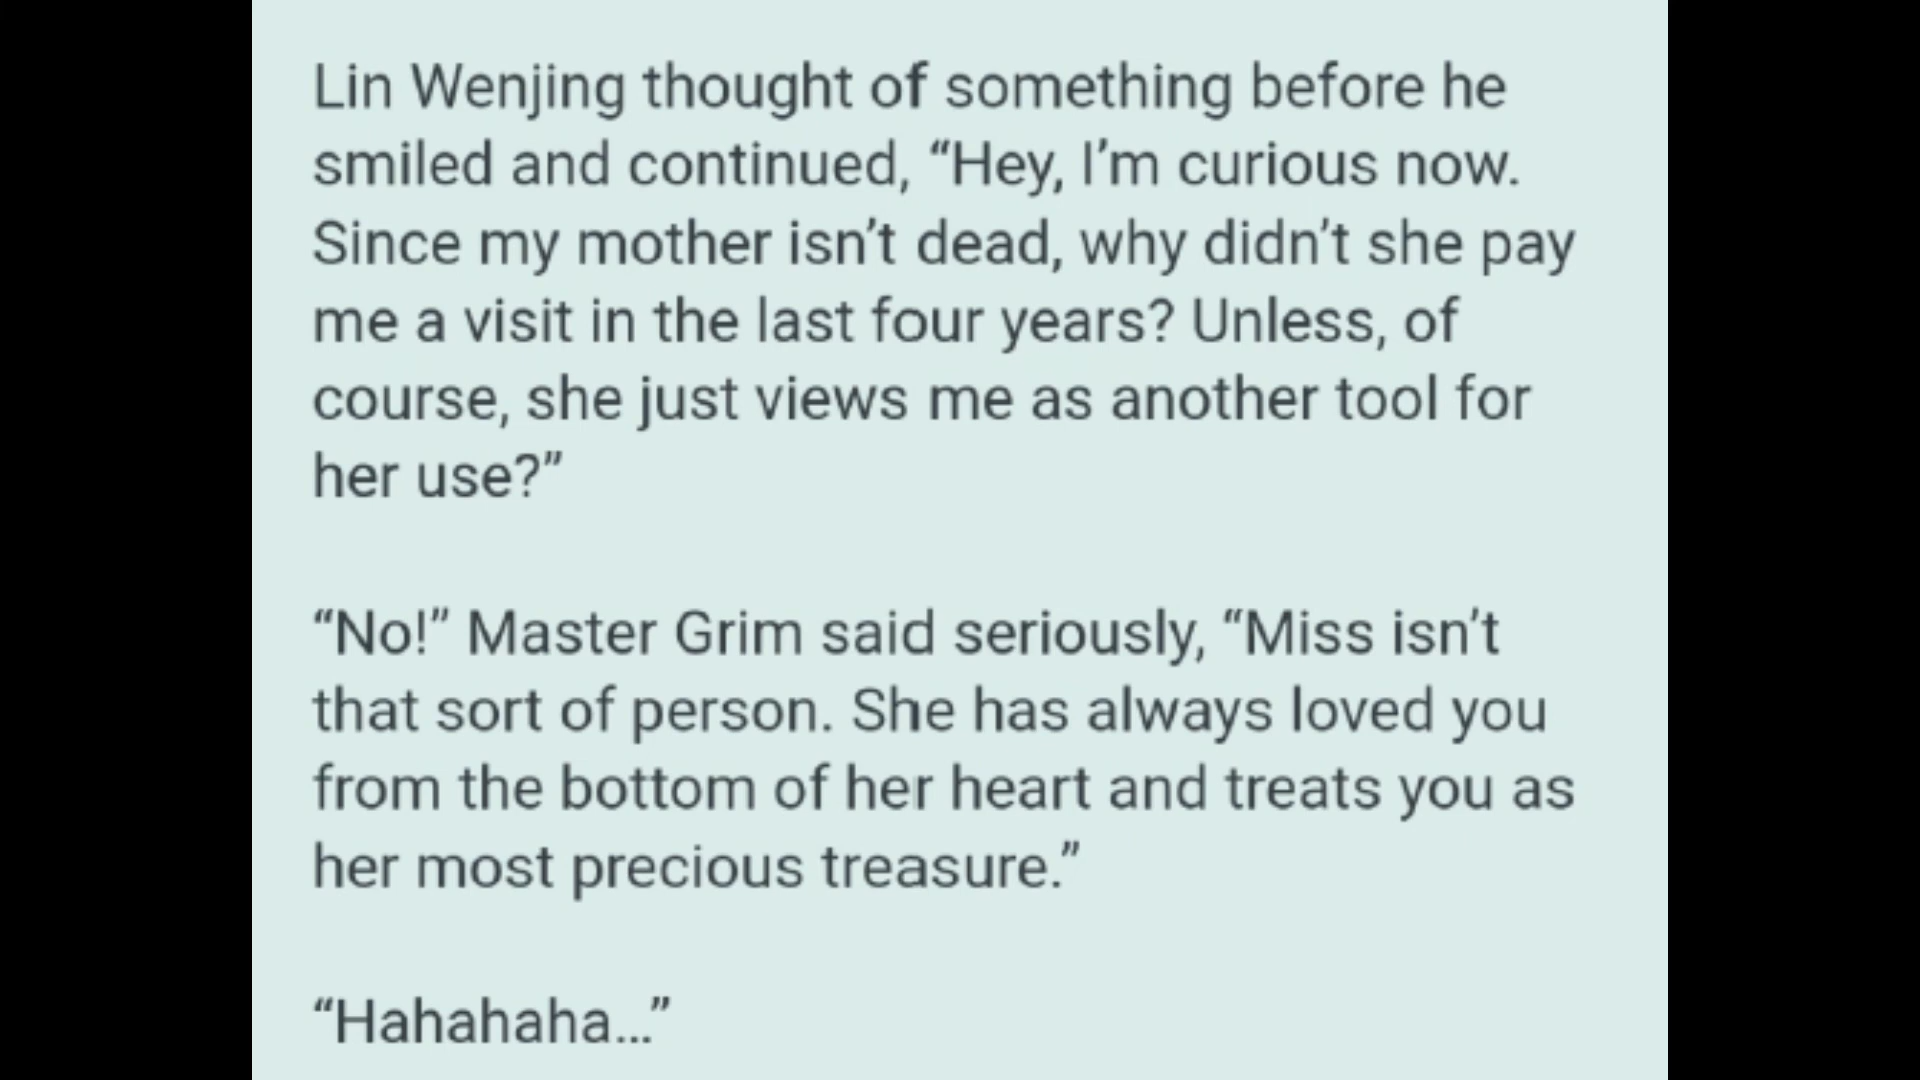 Lin Wenjing thought of something before he
smiled and continued, “Hey, I’m curious now.
Since my mother isn’t dead, why didn’t she pay
me a visit in the last four years? Unless, of
course, she just views me as another tool for
her use?”
“No!” Master Grim said seriously, “Miss isn’t
that sort of person. She has always loved you
from the bottom of her heart and treats you as
her most precious treasure.”
“Hahahaha…”